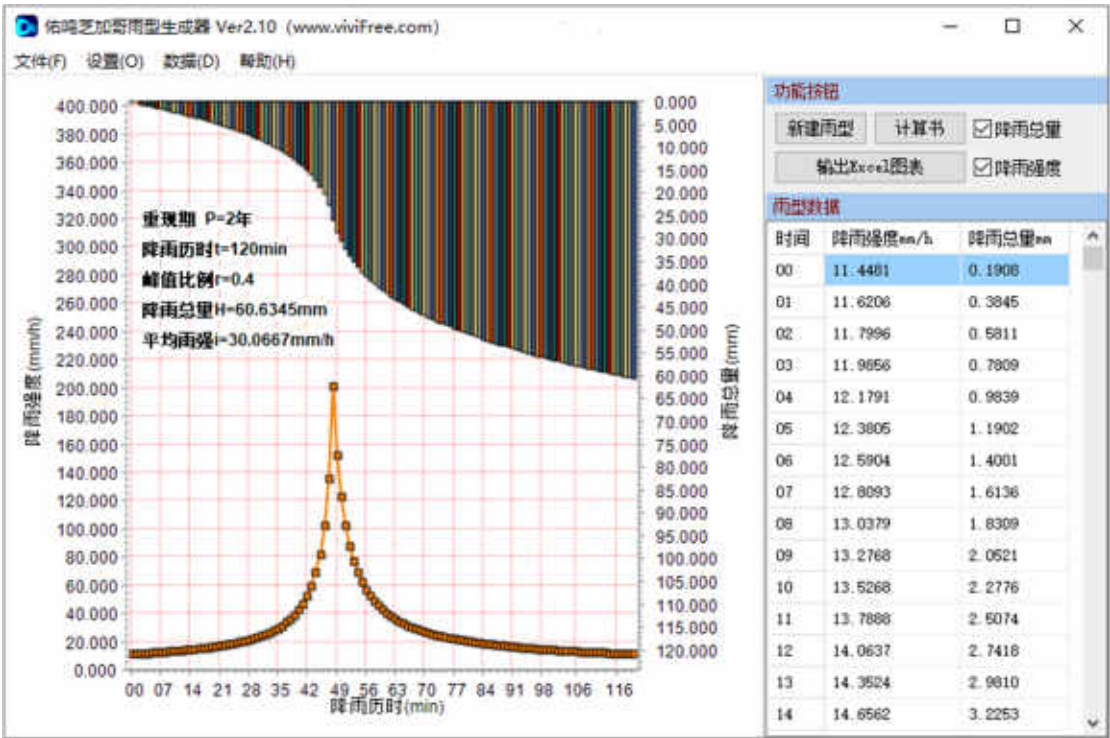 佑鸣芝加哥雨型生成器 Ver2.10 (www.viviFree.com)
文件(F) 设置(O) 数据(D) 帮助(H)
400.000
380.000
360.000
340.000
320.000
300.000
280.000
260.000
240.000
220.000
200.000
180.000
160.000
140.000
120.000
100.000
80.000
60.000
40.000
20.000
0.000
降雨强度(mm/h)
重现期 P=2年
降雨历时t=120min
峰值比例r=0.4
降雨总量H=60.6345mm
平均雨强i=30.0667mm/h
00 07 14 21 28 35 42 49 56 63 70 77 84 91 98 106 116
降雨历时(min)
0.000
5.000
10.000
15.000
20.000
25.000
30.000
35.000
40.000
45.000
50.000
55.000
60.000
65.000
70.000
75.000
80.000
85.000
90.000
95.000
100.000
105.000
110.000
115.000
120.000
降雨总量(mm)
功能按钮
新建雨型 计算书 降雨总量
输出Excel图表 降雨强度
雨型数据
时间 降雨强度mm/h 降雨总量mm
00 11.4481 0.1908
01 11.6206 0.3845
02 11.7996 0.5811
03 11.9856 0.7809
04 12.1791 0.9839
05 12.3805 1.1902
06 12.5904 1.4001
07 12.8093 1.6136
08 13.0379 1.8309
09 13.2768 2.0521
10 13.5268 2.2776
11 13.7888 2.5074
12 14.0637 2.7418
13 14.3524 2.9810
14 14.6562 3.2253